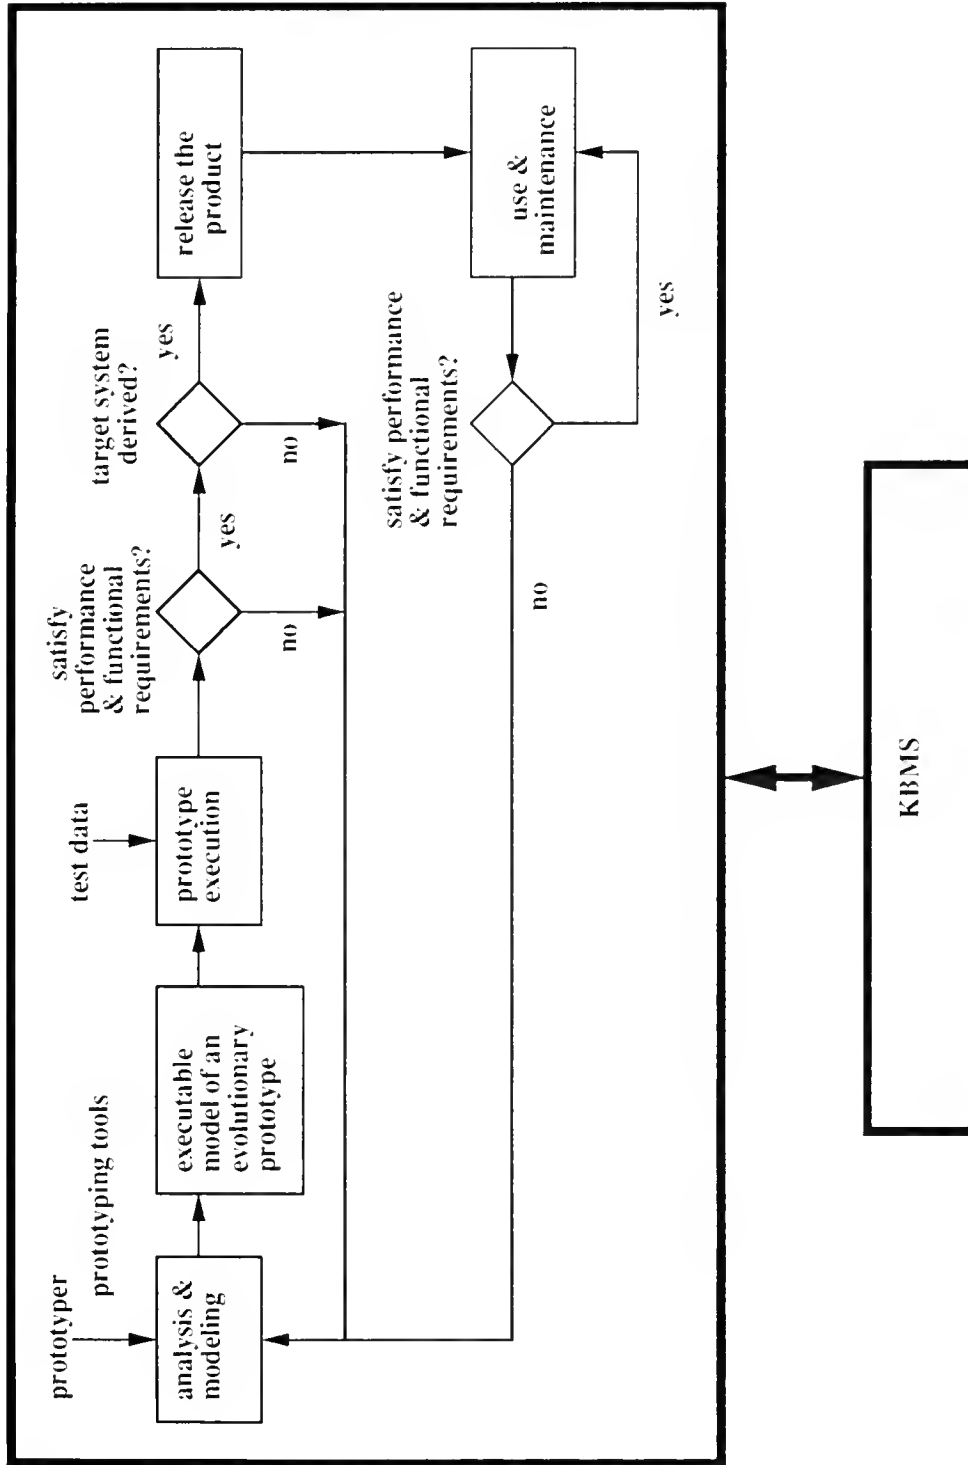 prototyper
prototyping tools
analysis &
modeling
executable
model of an
evolutionary
prototype
test data
prototype
execution
satisfy
performance
& functional
requirements?
yes
no
target system
derived?
yes
no
release the
product
use &
maintenance
satisfy performance
& functional
requirements?
yes
no
KBMS